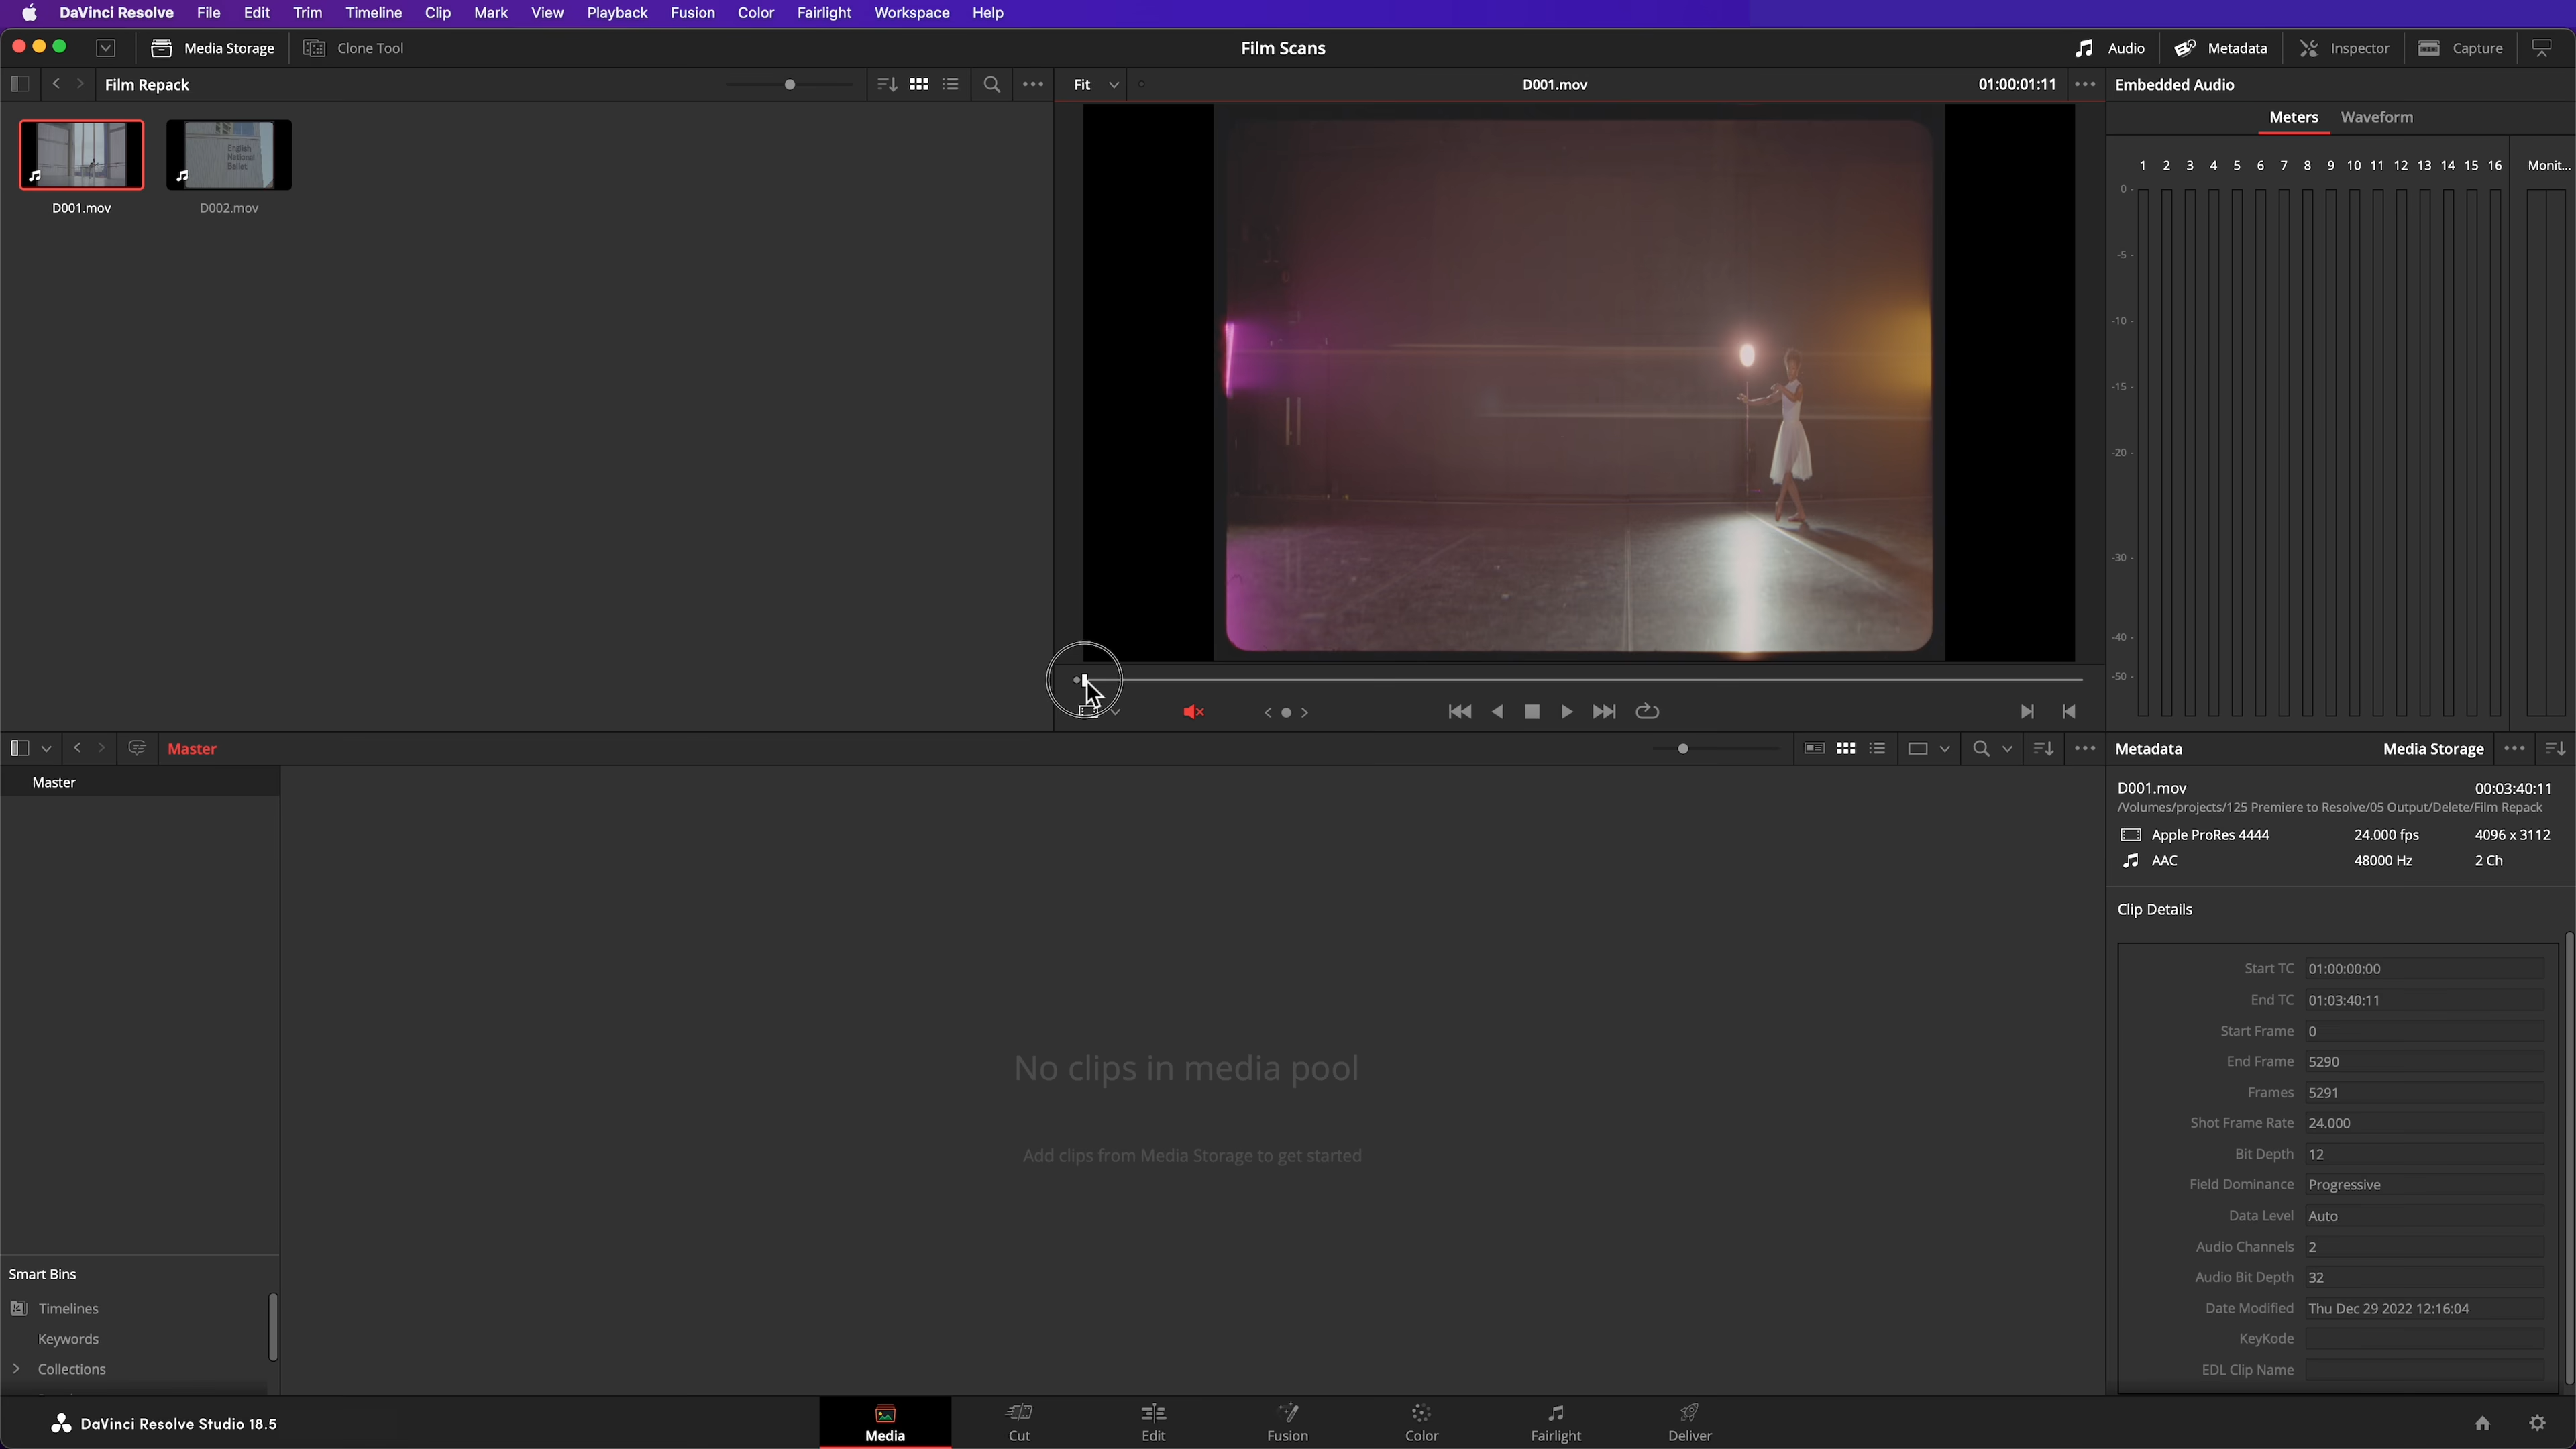 DaVinci Resolve File Edit Trim Timeline Clip Mark View Playback Fusion Color Fairlight Workspace Help
Media Storage Clone Tool Film Scans Audio Metadata Inspector Capture
Film Repack Fit D001.mov 01:00:01:11 Embedded Audio
Meters Waveform
1 2 3 4 5 6 7 8 9 10 11 12 13 14 15 16 Monit...
0 -
-5 -
-10 -
-15 -
-20 -
-30 -
-40 -
-50 -
English
National
Ballet
D001.mov D002.mov
Master Metadata Media Storage
Master
D001.mov 00:03:40:11
/Volumes/projects/125 Premiere to Resolve/05 Output/Delete/Film Repack
Apple ProRes 4444 24.000 fps 4096 x 3112
AAC 48000 Hz 2 Ch
Clip Details
Start TC 01:00:00:00
End TC 01:03:40:11
Start Frame 0
End Frame 5290
Frames 5291
Shot Frame Rate 24.000
Bit Depth 12
Field Dominance Progressive
Data Level Auto
Audio Channels 2
Audio Bit Depth 32
Date Modified Thu Dec 29 2022 12:16:04
KeyKode
EDL Clip Name
No clips in media pool
Add clips from Media Storage to get started
Smart Bins
Timelines
Keywords
Collections
DaVinci Resolve Studio 18.5
Media Cut Edit Fusion Color Fairlight Deliver